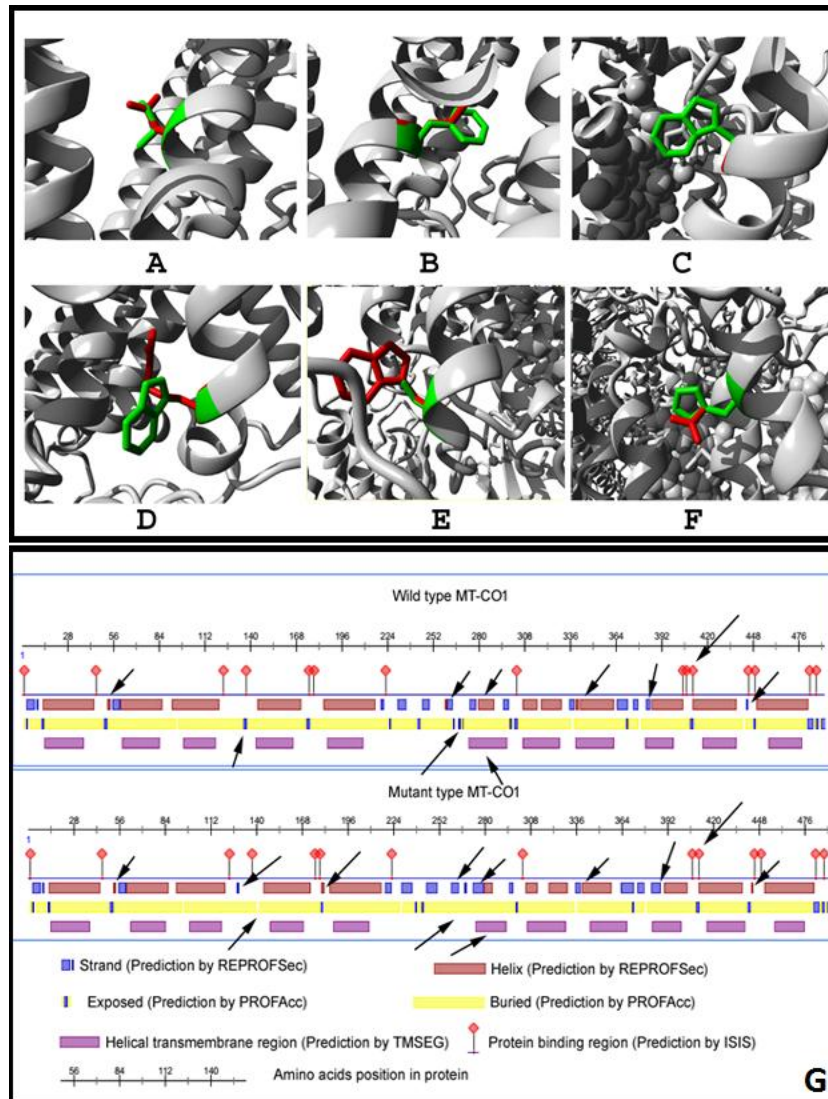 A B C
D E F
Wild type MT-CO1
28 56 84 112 140 168 196 224 252 280 308 336 364 392 420 448 476
1
Mutant type MT-CO1
28 56 84 112 140 168 196 224 252 280 308 336 364 392 420 448 476
1
Strand (Prediction by REPROFSec) Helix (Prediction by REPROFSec)
Exposed (Prediction by PROFAcc) Buried (Prediction by PROFAcc)
Helical transmembrane region (Prediction by TMSEG) Protein binding region (Prediction by ISIS)
56 84 112 140 Amino acids position in protein
G